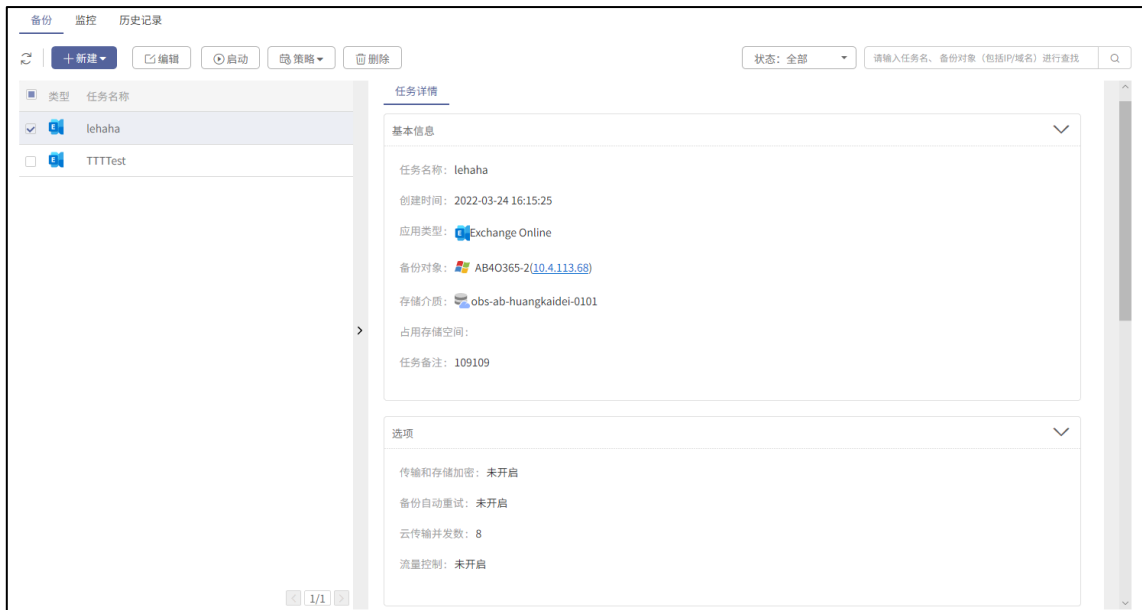 备份 监控 历史记录
新建 编辑 启动 策略 删除 状态：全部 请输入任务名、备份对象（包括IP/域名）进行查找
类型 任务名称
lehaha
TTTTest
1/1
任务详情
基本信息
任务名称：lehaha
创建时间：2022-03-24 16:15:25
应用类型：Exchange Online
备份对象：AB4O365-2(10.4.113.68)
存储介质：obs-ab-huangkaidei-0101
占用存储空间：
任务备注：109109
选项
传输和存储加密：未开启
备份自动重试：未开启
云传输并发数：8
流量控制：未开启